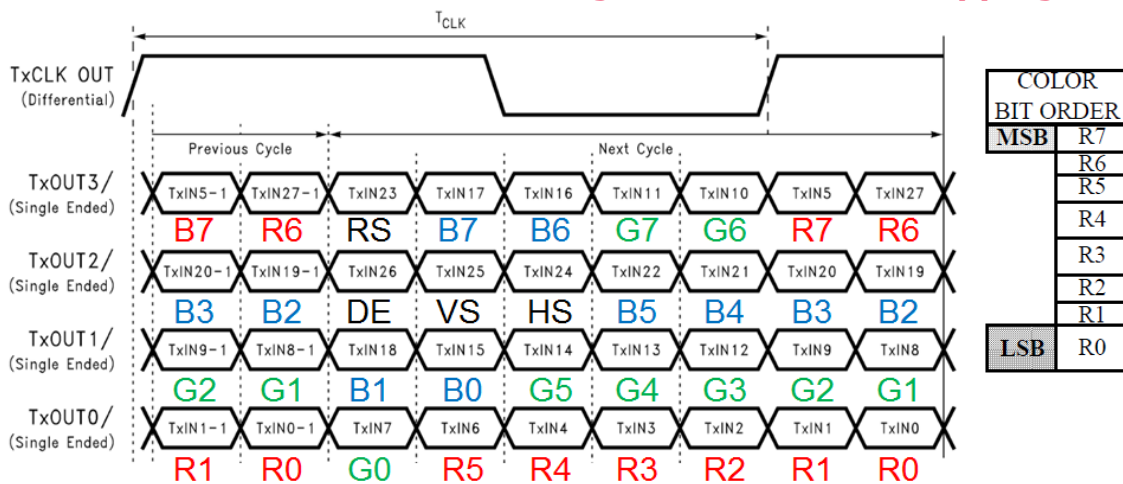 TCLK
TxCLK OUT
(Differential)
Previous Cycle Next Cycle
TxOUT3/
(Single Ended)
TxIN5-1 TxIN27-1 TxIN23 TxIN17 TxIN16 TxIN11 TxIN10 TxIN5 TxIN27
B7 R6 RS B7 B6 G7 G6 R7 R6
TxOUT2/
(Single Ended)
TxIN20-1 TxIN19-1 TxIN26 TxIN25 TxIN24 TxIN22 TxIN21 TxIN20 TxIN19
B3 B2 DE VS HS B5 B4 B3 B2
TxOUT1/
(Single Ended)
TxIN9-1 TxIN8-1 TxIN18 TxIN15 TxIN14 TxIN13 TxIN12 TxIN9 TxIN8
G2 G1 B1 B0 G5 G4 G3 G2 G1
TxOUT0/
(Single Ended)
TxIN1-1 TxIN0-1 TxIN7 TxIN6 TxIN4 TxIN3 TxIN2 TxIN1 TxIN0
R1 R0 G0 R5 R4 R3 R2 R1 R0
COLOR
BIT ORDER
MSB R7
R6
R5
R4
R3
R2
R1
LSB R0